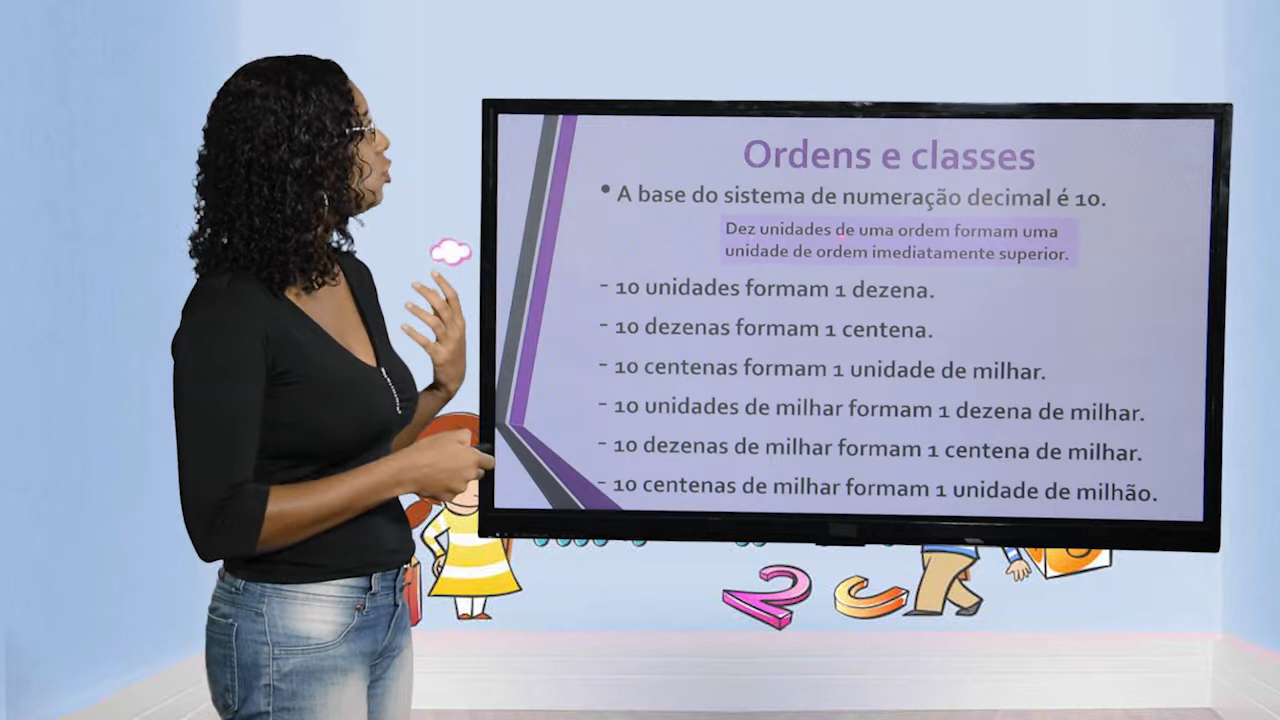 Ordens e classes
• A base do sistema de numeração decimal é 10.
Dez unidades de uma ordem formam uma
unidade de ordem imediatamente superior.
- 10 unidades formam 1 dezena.
- 10 dezenas formam 1 centena.
- 10 centenas formam 1 unidade de milhar.
- 10 unidades de milhar formam 1 dezena de milhar.
- 10 dezenas de milhar formam 1 centena de milhar.
- 10 centenas de milhar formam 1 unidade de milhão.